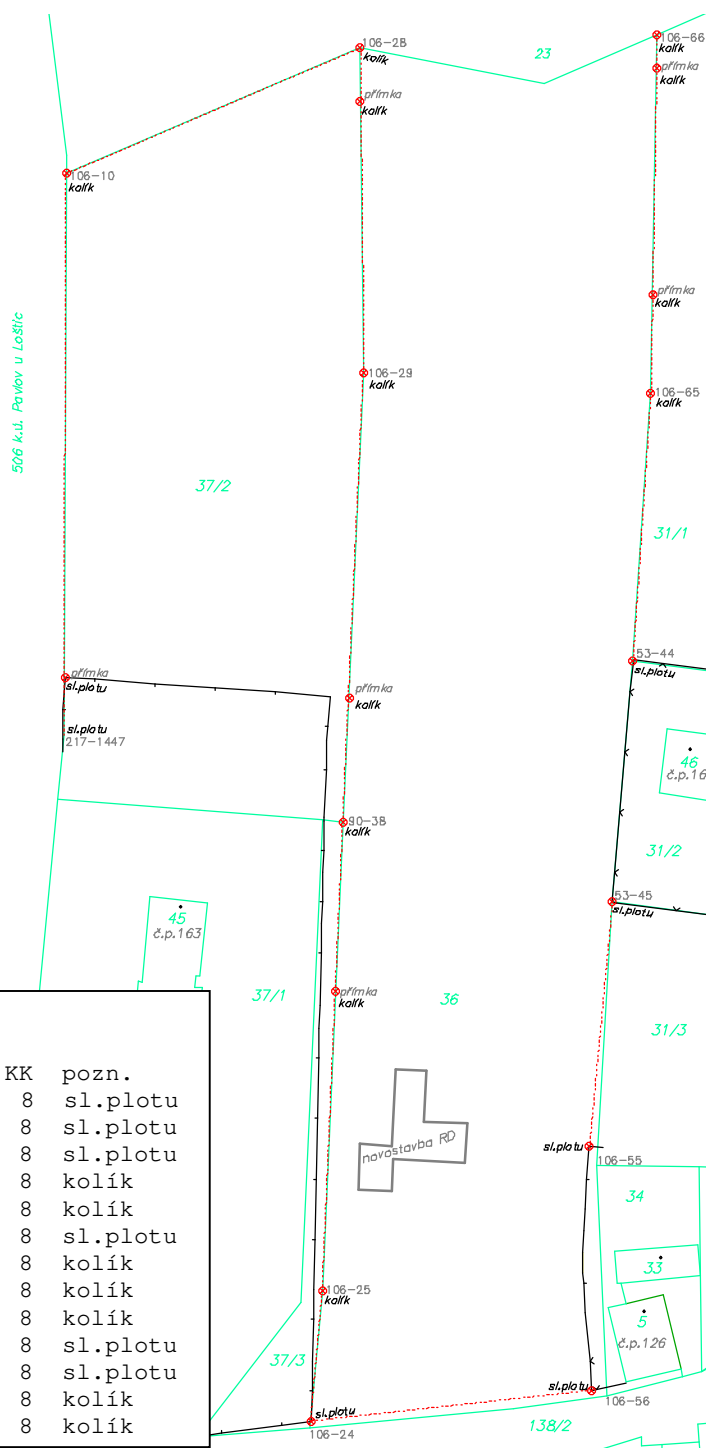 106-66
kolík
106-28
kolík
23
přímka
kolík
přímka
kolík
106-10
kolík
přímka
kolík
506 k.ú. Pavlov u Loštic
106-29
kolík
106-65
kolík
37/2
31/1
53-44
sl.plotu
přímka
sl.plotu
přímka
kolík
sl.plotu
217-1447
46
č.p.16
90-38
kolík
31/2
53-45
sl.plotu
45
č.p.163
37/1
přímka
kolík
36
31/3
KK pozn.
8 sl.plotu
8 sl.plotu
8 sl.plotu
8 kolík
8 kolík
8 sl.plotu
8 kolík
8 kolík
8 kolík
8 sl.plotu
8 sl.plotu
8 kolík
8 kolík
novostavba RD
sl.plotu
106-55
34
33
106-25
kolík
5
č.p.126
37/3
sl.plotu
106-56
sl.plotu
106-24
138/2